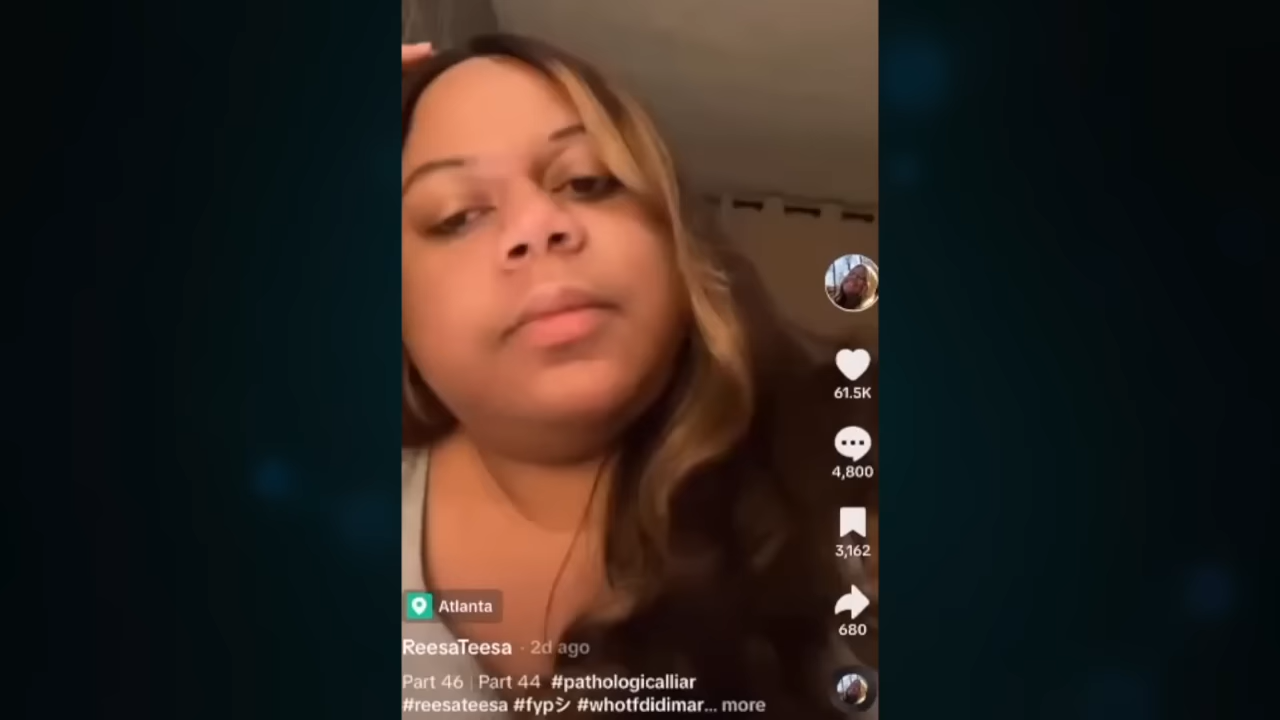 61.5K
4,800
3,162
680
Atlanta
ReesaTeesa · 2d ago
Part 46 | Part 44 #pathologicalliar
#reesateesa #fypシ #whotfdidimar... more